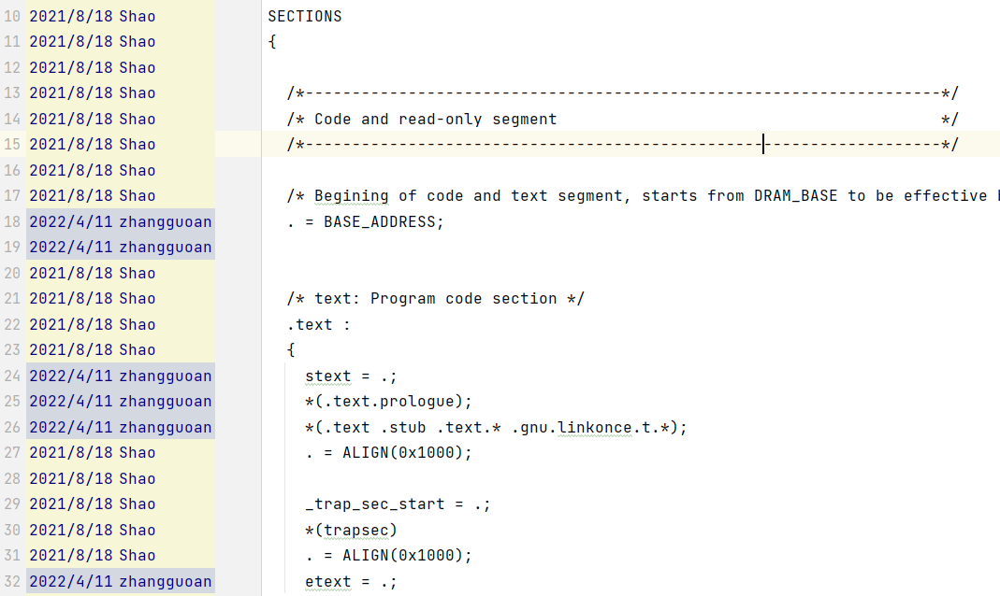 10 2021/8/18 Shao SECTIONS
11 2021/8/18 Shao {
12 2021/8/18 Shao
13 2021/8/18 Shao /*--------------------------------------------------------------------*/
14 2021/8/18 Shao /* Code and read-only segment */
15 2021/8/18 Shao /*--------------------------------------------------------------------*/
16 2021/8/18 Shao
17 2021/8/18 Shao /* Begining of code and text segment, starts from DRAM_BASE to be effective
18 2022/4/11 zhangguoan . = BASE_ADDRESS;
19 2022/4/11 zhangguoan
20 2021/8/18 Shao
21 2021/8/18 Shao /* text: Program code section */
22 2021/8/18 Shao .text :
23 2021/8/18 Shao {
24 2022/4/11 zhangguoan stext = .;
25 2022/4/11 zhangguoan *(.text.prologue);
26 2022/4/11 zhangguoan *(.text .stub .text.* .gnu.linkonce.t.*);
27 2021/8/18 Shao . = ALIGN(0x1000);
28 2021/8/18 Shao
29 2021/8/18 Shao _trap_sec_start = .;
30 2021/8/18 Shao *(trapsec)
31 2021/8/18 Shao . = ALIGN(0x1000);
32 2022/4/11 zhangguoan etext = .;